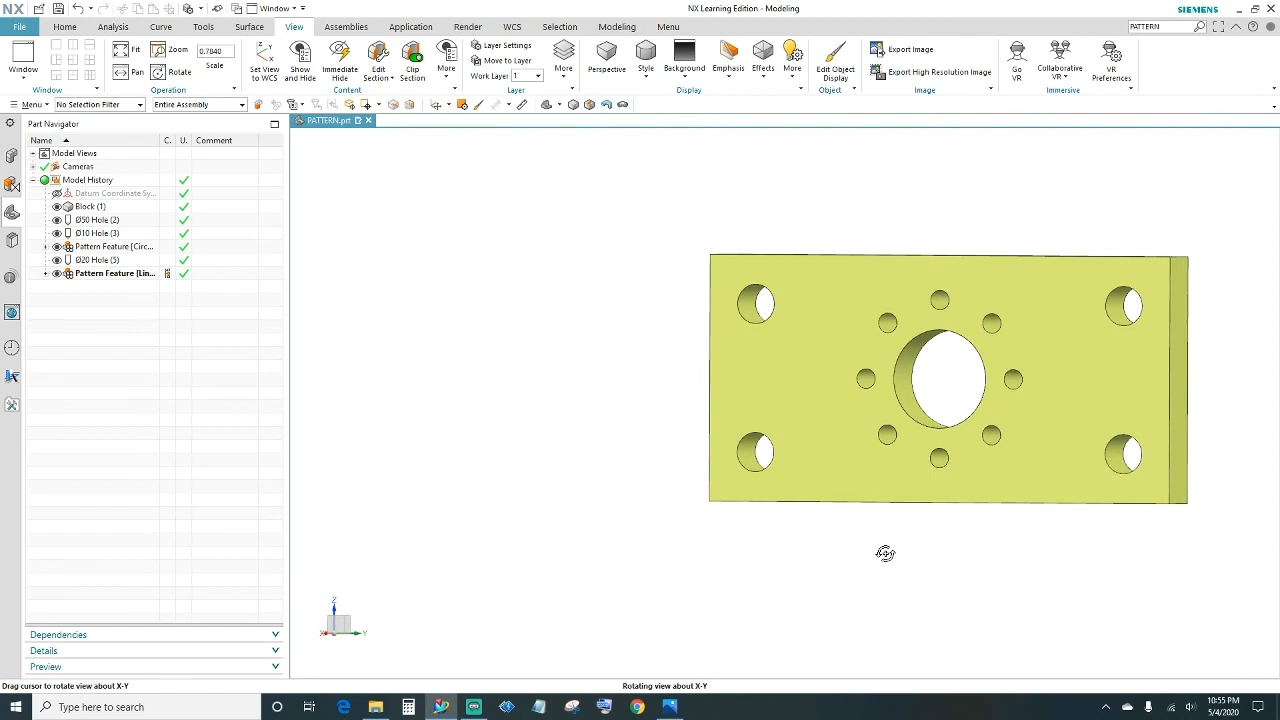 NX
Window
NX Learning Edition - Modeling
SIEMENS
File
Home
Analysis
Curve
Tools
Surface
View
Assemblies
Application
Render
WCS
Selection
Modeling
Learning
PATTERN
Window
Fit
Zoom
0.7840
Pan
Rotate
Scale
Set View
to WCS
Show
and Hide
Immediate
Hide
Edit
Section
Clip
Section
More
Layer Settings
Move to Layer
Work Layer
1
More
Perspective
Style
Background
Emphasis
Effects
More
Edit Object
Display
Export Image
Export High Resolution Image
Go
VR
Collaborative
VR
VR
Preferences
Window
Operation
Content
Layer
Display
Object
Image
Immersive
Menu
No Selection Filter
Entire Assembly
Part Navigator
PATTERN.prt
Name
C.
U.
Comment
Model Views
Cameras
Model History
Datum Coordinate Sy...
Block (1)
Ø50 Hole (2)
Ø10 Hole (3)
Pattern Feature [Circ...
Ø20 Hole (5)
Pattern Feature [Lin...
Z
X
Y
Dependencies
Details
Preview
Drag cursor to rotate view about X-Y
Rotating view about X-Y
Type here to search
10:55 PM
5/4/2020